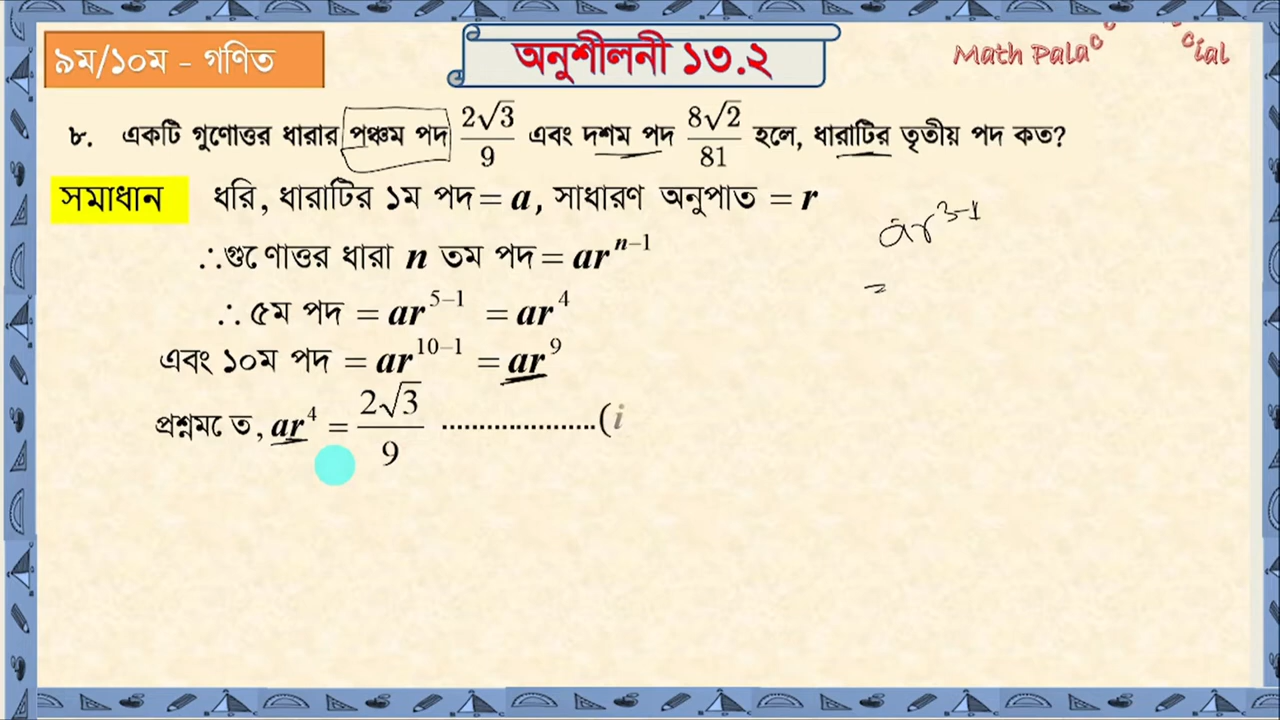 ৯ম/১০ম - গণিত
অনুশীলনী ১৩.২
Math Pala
cial
৮. একটি গুণোত্তর ধারার পঞ্চম পদ 2√3/9 এবং দশম পদ 8√2/81 হলে, ধারাটির তৃতীয় পদ কত?
সমাধান ধরি, ধারাটির ১ম পদ = a, সাধারণ অনুপাত = r
∴গুণোত্তর ধারা n তম পদ = ar^(n−1)
ar^(3-1)
=
∴ ৫ম পদ = ar^(5−1) = ar^4
এবং ১০ম পদ = ar^(10−1) = ar^9
প্রশ্নমতে, ar^4 = 2√3/9 .....................(i